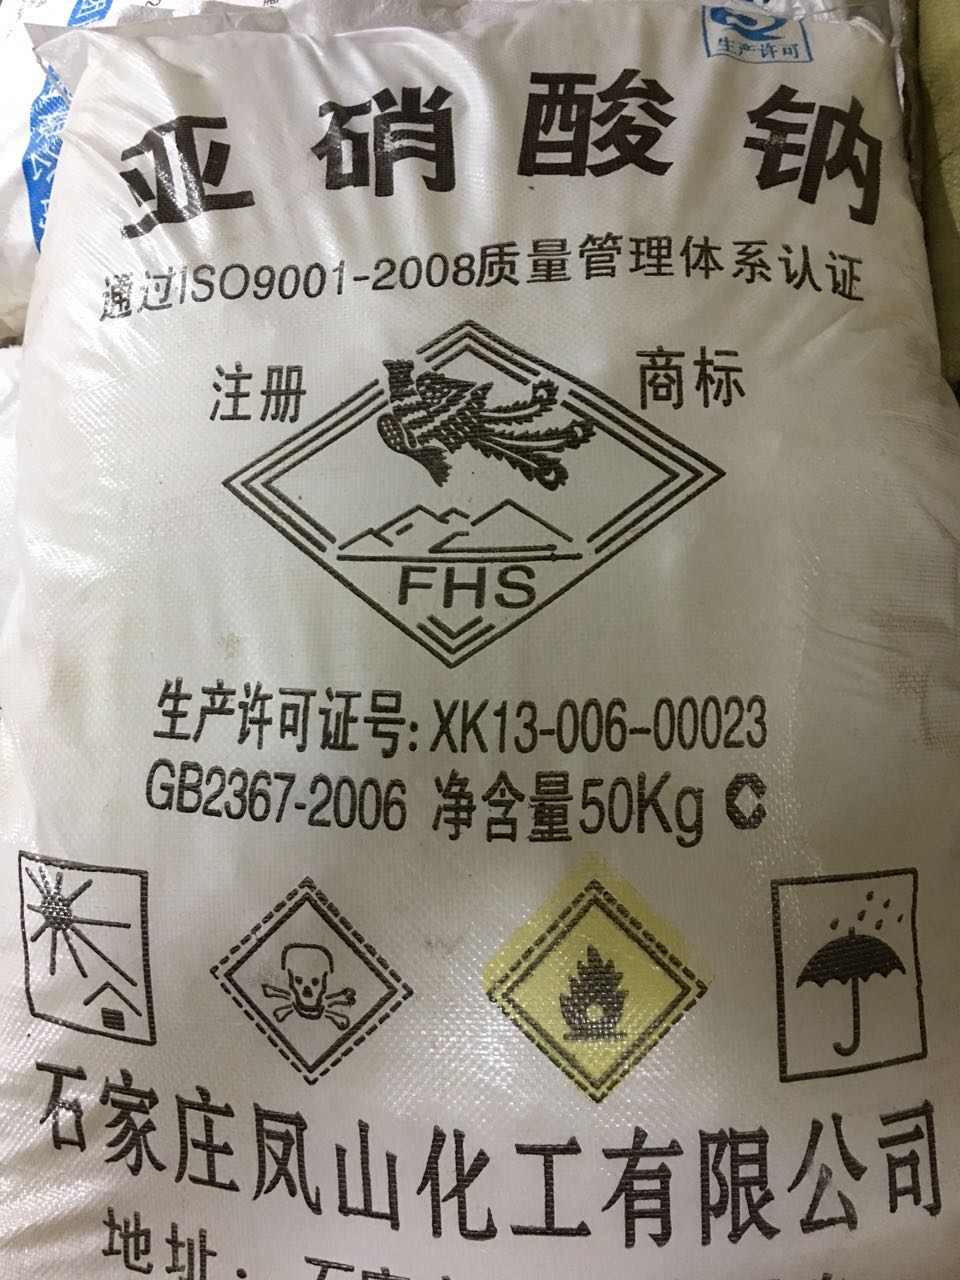 生产许可
亚硝酸钠
通过ISO9001-2008质量管理体系认证
注册 商标
FHS
生产许可证号:XK13-006-00023
GB2367-2006 净含量50Kg C
石家庄凤山化工有限公司
地址:石家